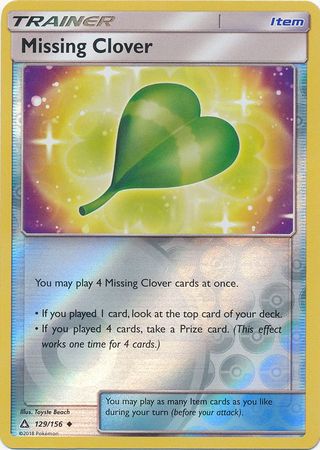 TRAINER Item
Missing Clover
You may play 4 Missing Clover cards at once.
• If you played 1 card, look at the top card of your deck.
• If you played 4 cards, take a Prize card. (This effect
works one time for 4 cards.)
Illus. Toyste Beach
129/156
©2018 Pokémon
You may play as many Item cards as you like
during your turn (before your attack).